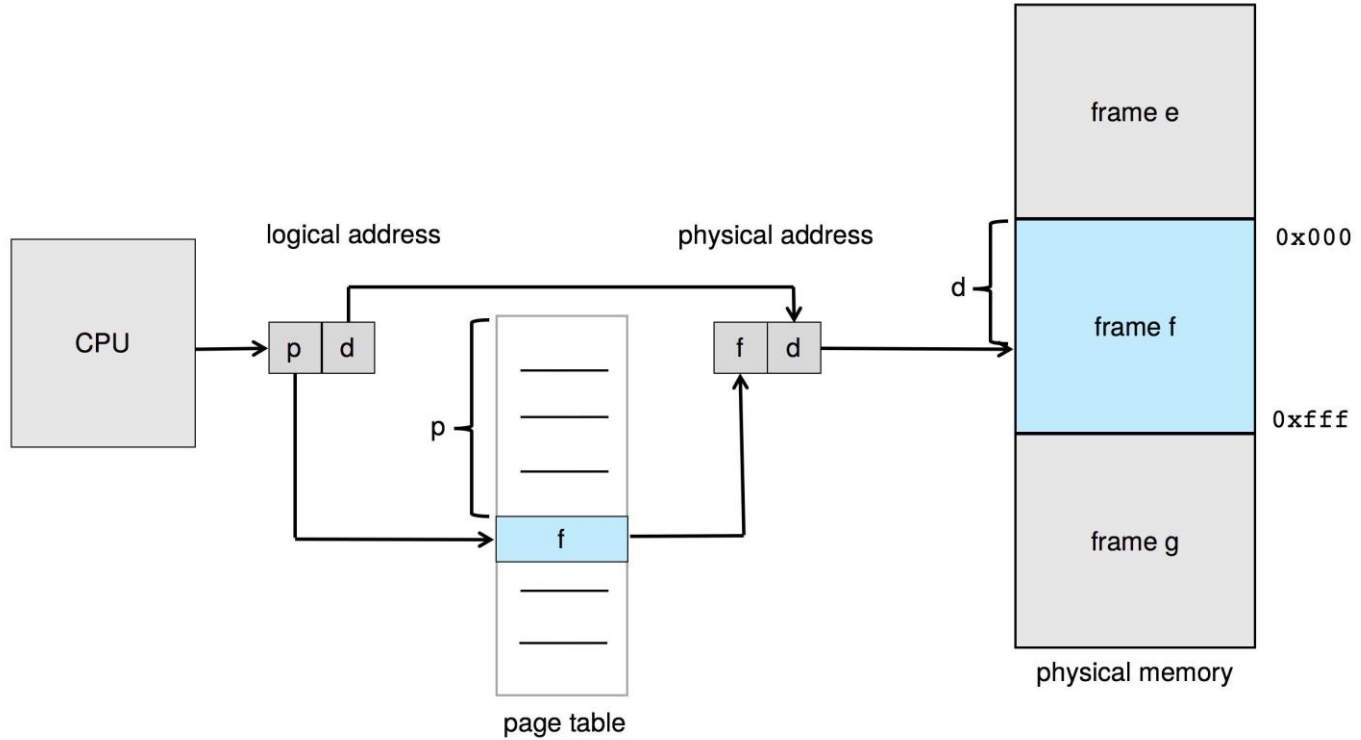 frame e
logical address
physical address
0x000
d
frame f
CPU
p d
f d
p
0xfff
f
frame g
physical memory
page table